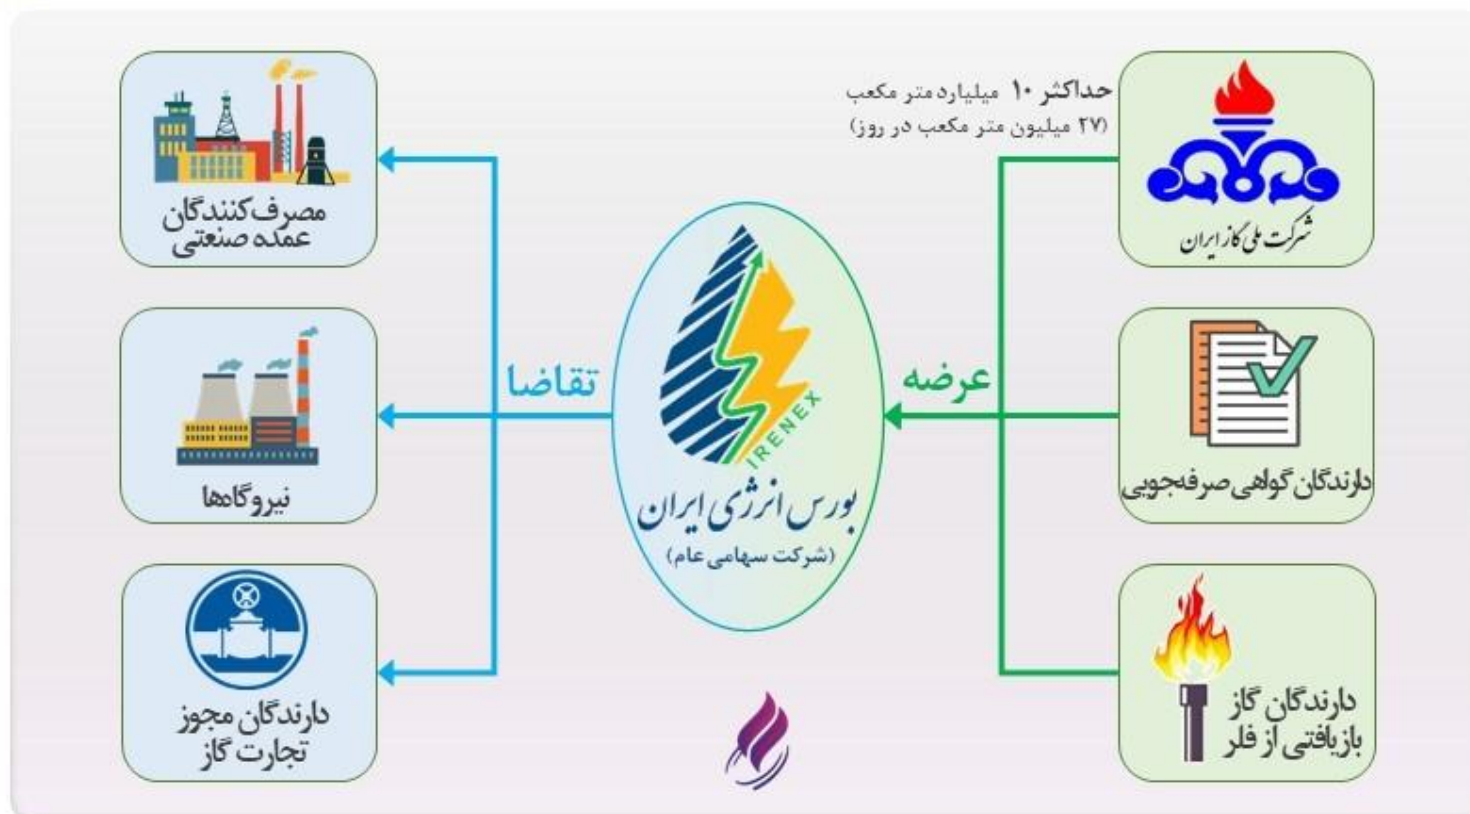 حداکثر ۱۰ میلیارد متر مکعب
(۲۷ میلیون متر مکعب در روز)
شرکت ملی گاز ایران
دارندگان گواهی صرفه‌جویی
دارندگان گاز
بازیافتی از فلر
عرضه
IRENEX
بورس انرژی ایران
(شرکت سهامی عام)
تقاضا
مصرف‌کنندگان
عمده صنعتی
نیروگاه‌ها
دارندگان مجوز
تجارت گاز